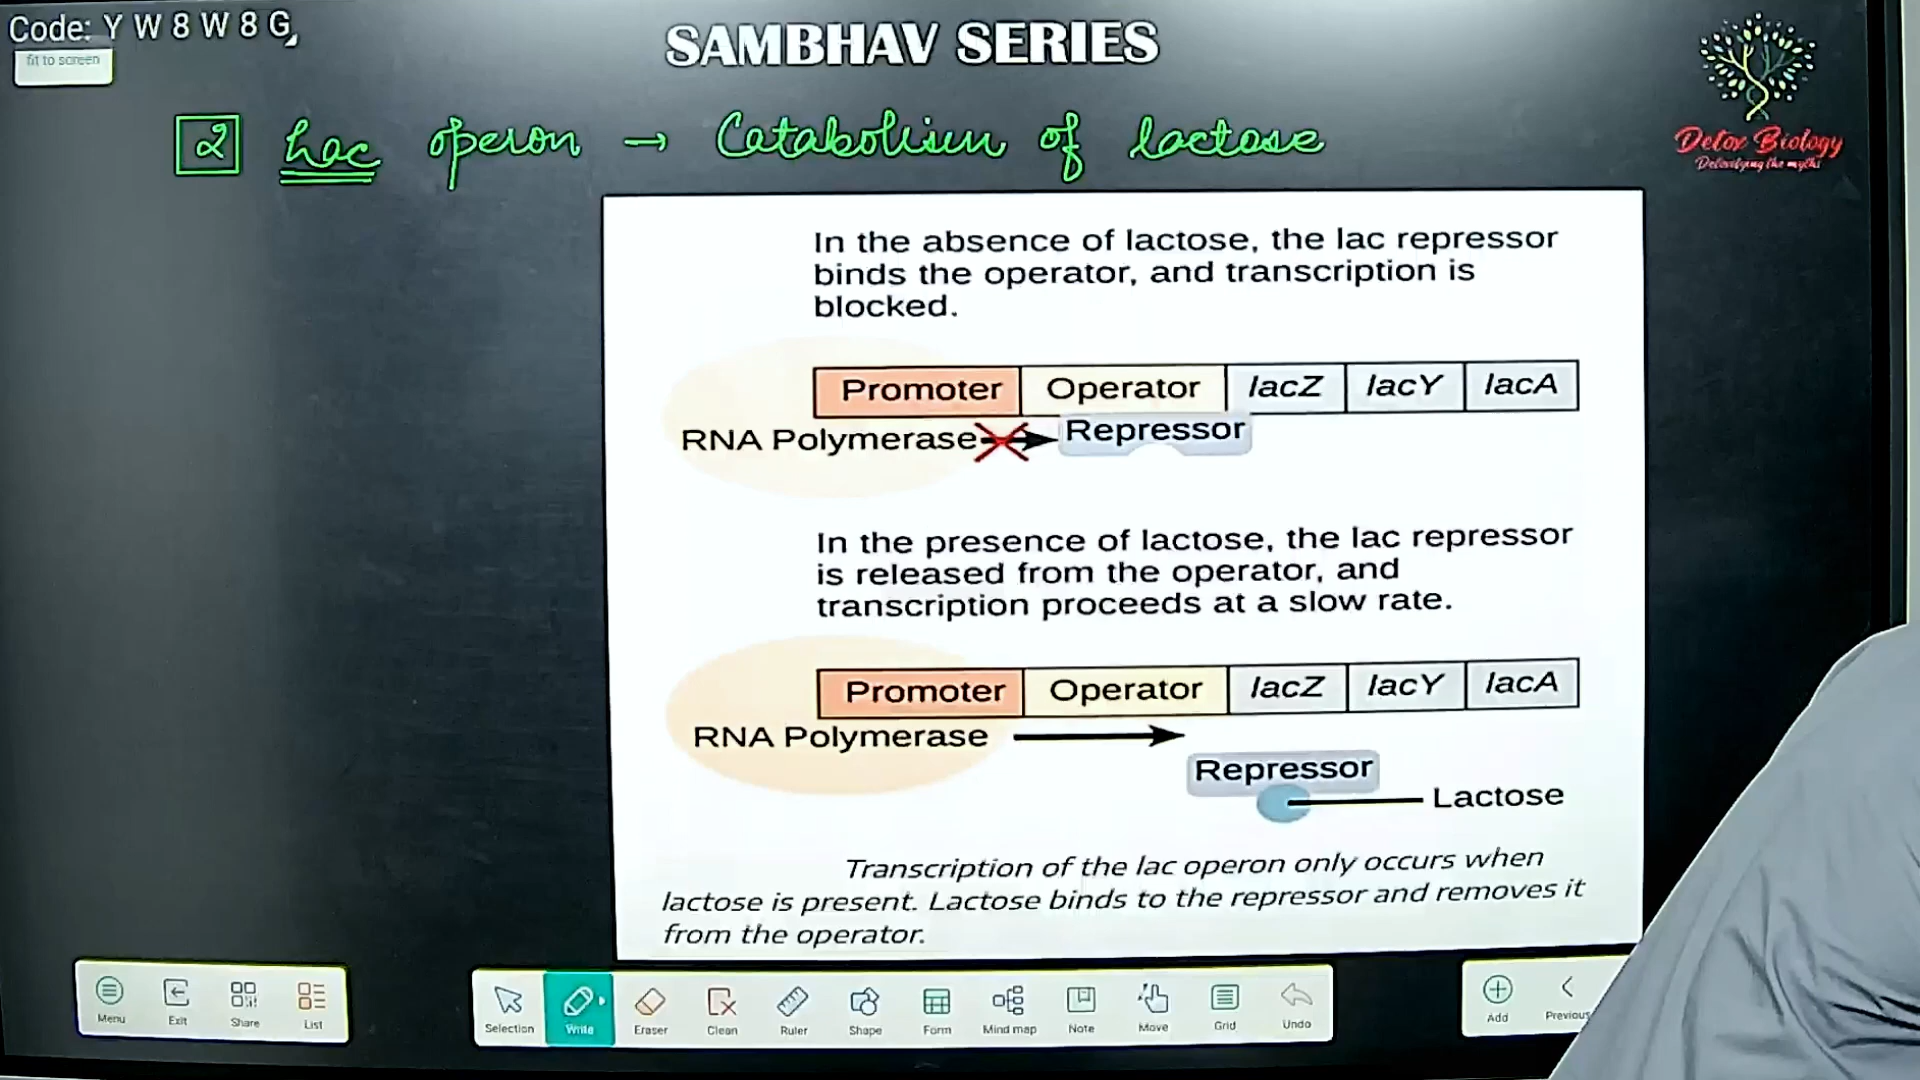 Code: Y W 8 W 8 G
fit to screen
SAMBHAV SERIES
Detox Biology
Detoxifying the myths
2 Lac operon → Catabolism of lactose
In the absence of lactose, the lac repressor
binds the operator, and transcription is
blocked.
Promoter Operator lacZ lacY lacA
RNA Polymerase Repressor
In the presence of lactose, the lac repressor
is released from the operator, and
transcription proceeds at a slow rate.
Promoter Operator lacZ lacY lacA
RNA Polymerase
Repressor
Lactose
Transcription of the lac operon only occurs when
lactose is present. Lactose binds to the repressor and removes it
from the operator.
Menu Exit Share List
Selection Write Eraser Clean Ruler Shape Form Mind map Note Move Grid Undo
Add Previous